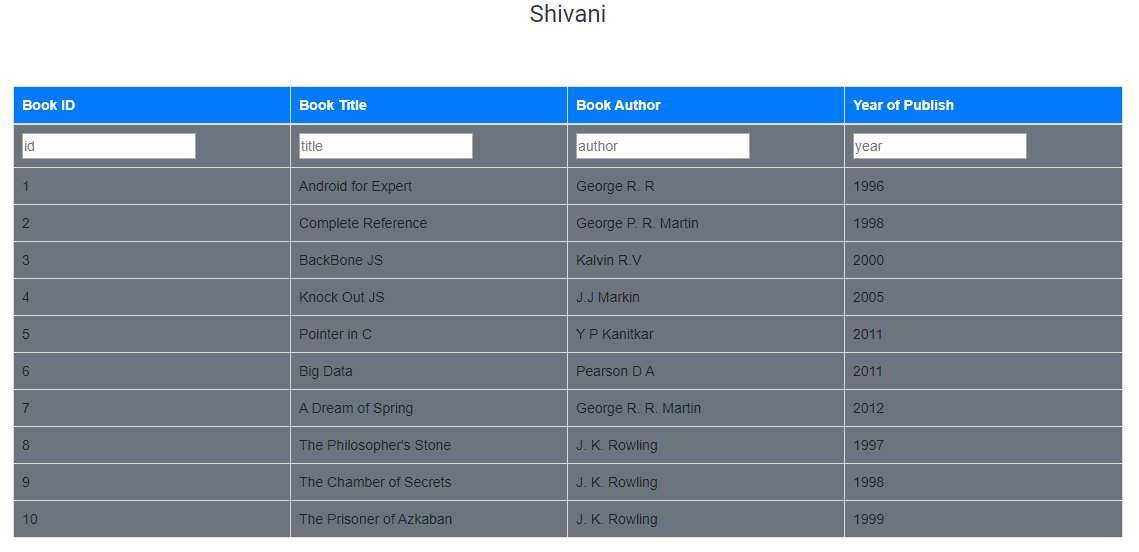 Shivani
Book ID Book Title Book Author Year of Publish
id title author year
1 Android for Expert George R. R 1996
2 Complete Reference George P. R. Martin 1998
3 BackBone JS Kalvin R.V 2000
4 Knock Out JS J.J Markin 2005
5 Pointer in C Y P Kanitkar 2011
6 Big Data Pearson D A 2011
7 A Dream of Spring George R. R. Martin 2012
8 The Philosopher's Stone J. K. Rowling 1997
9 The Chamber of Secrets J. K. Rowling 1998
10 The Prisoner of Azkaban J. K. Rowling 1999